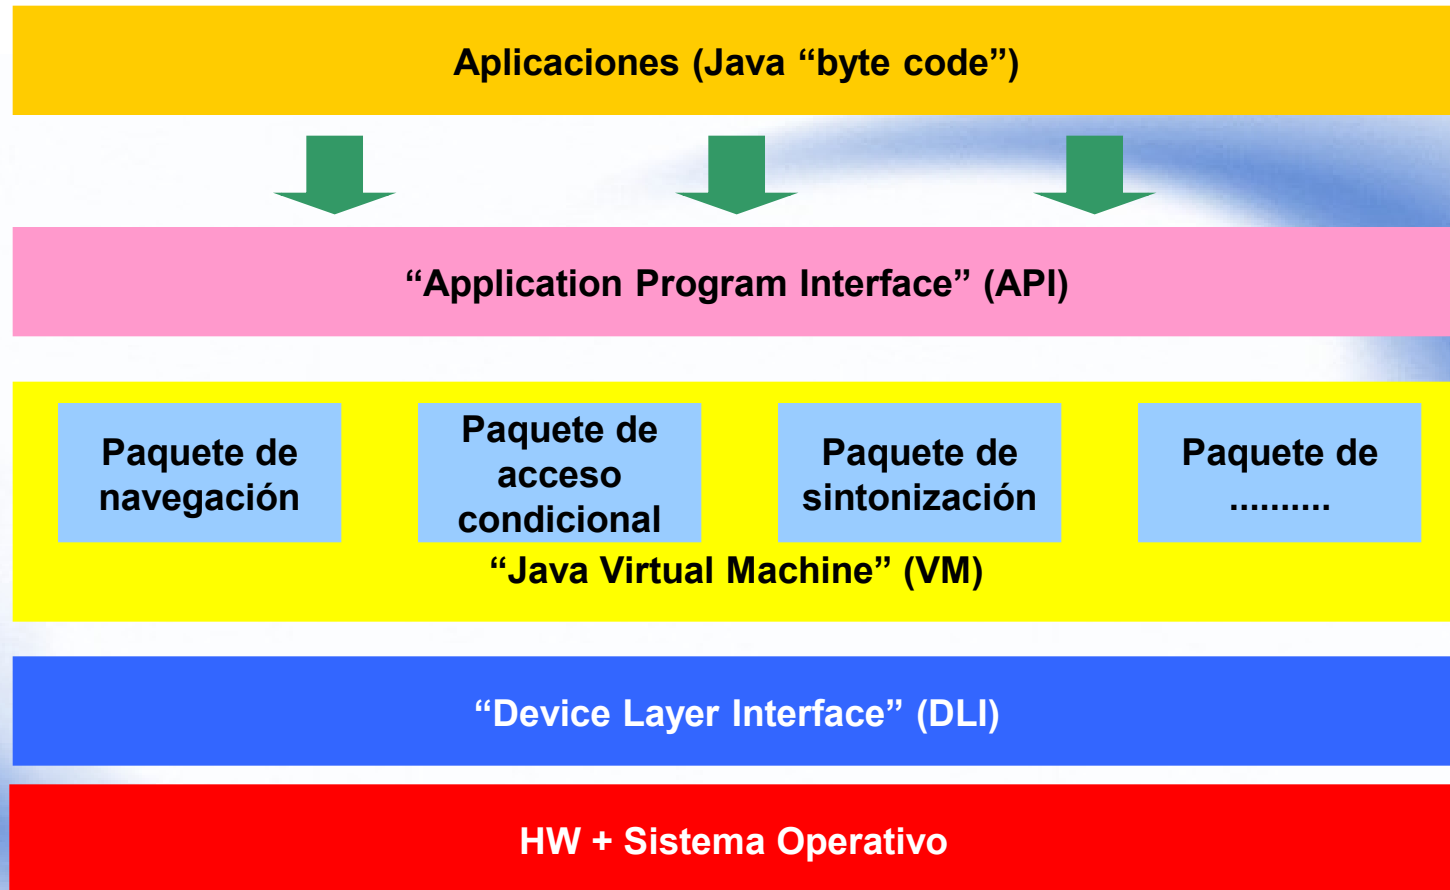 Aplicaciones (Java “byte code”)
“Application Program Interface” (API)
Paquete de
navegación
Paquete de
acceso
condicional
Paquete de
sintonización
Paquete de
..........
“Java Virtual Machine” (VM)
“Device Layer Interface” (DLI)
HW + Sistema Operativo